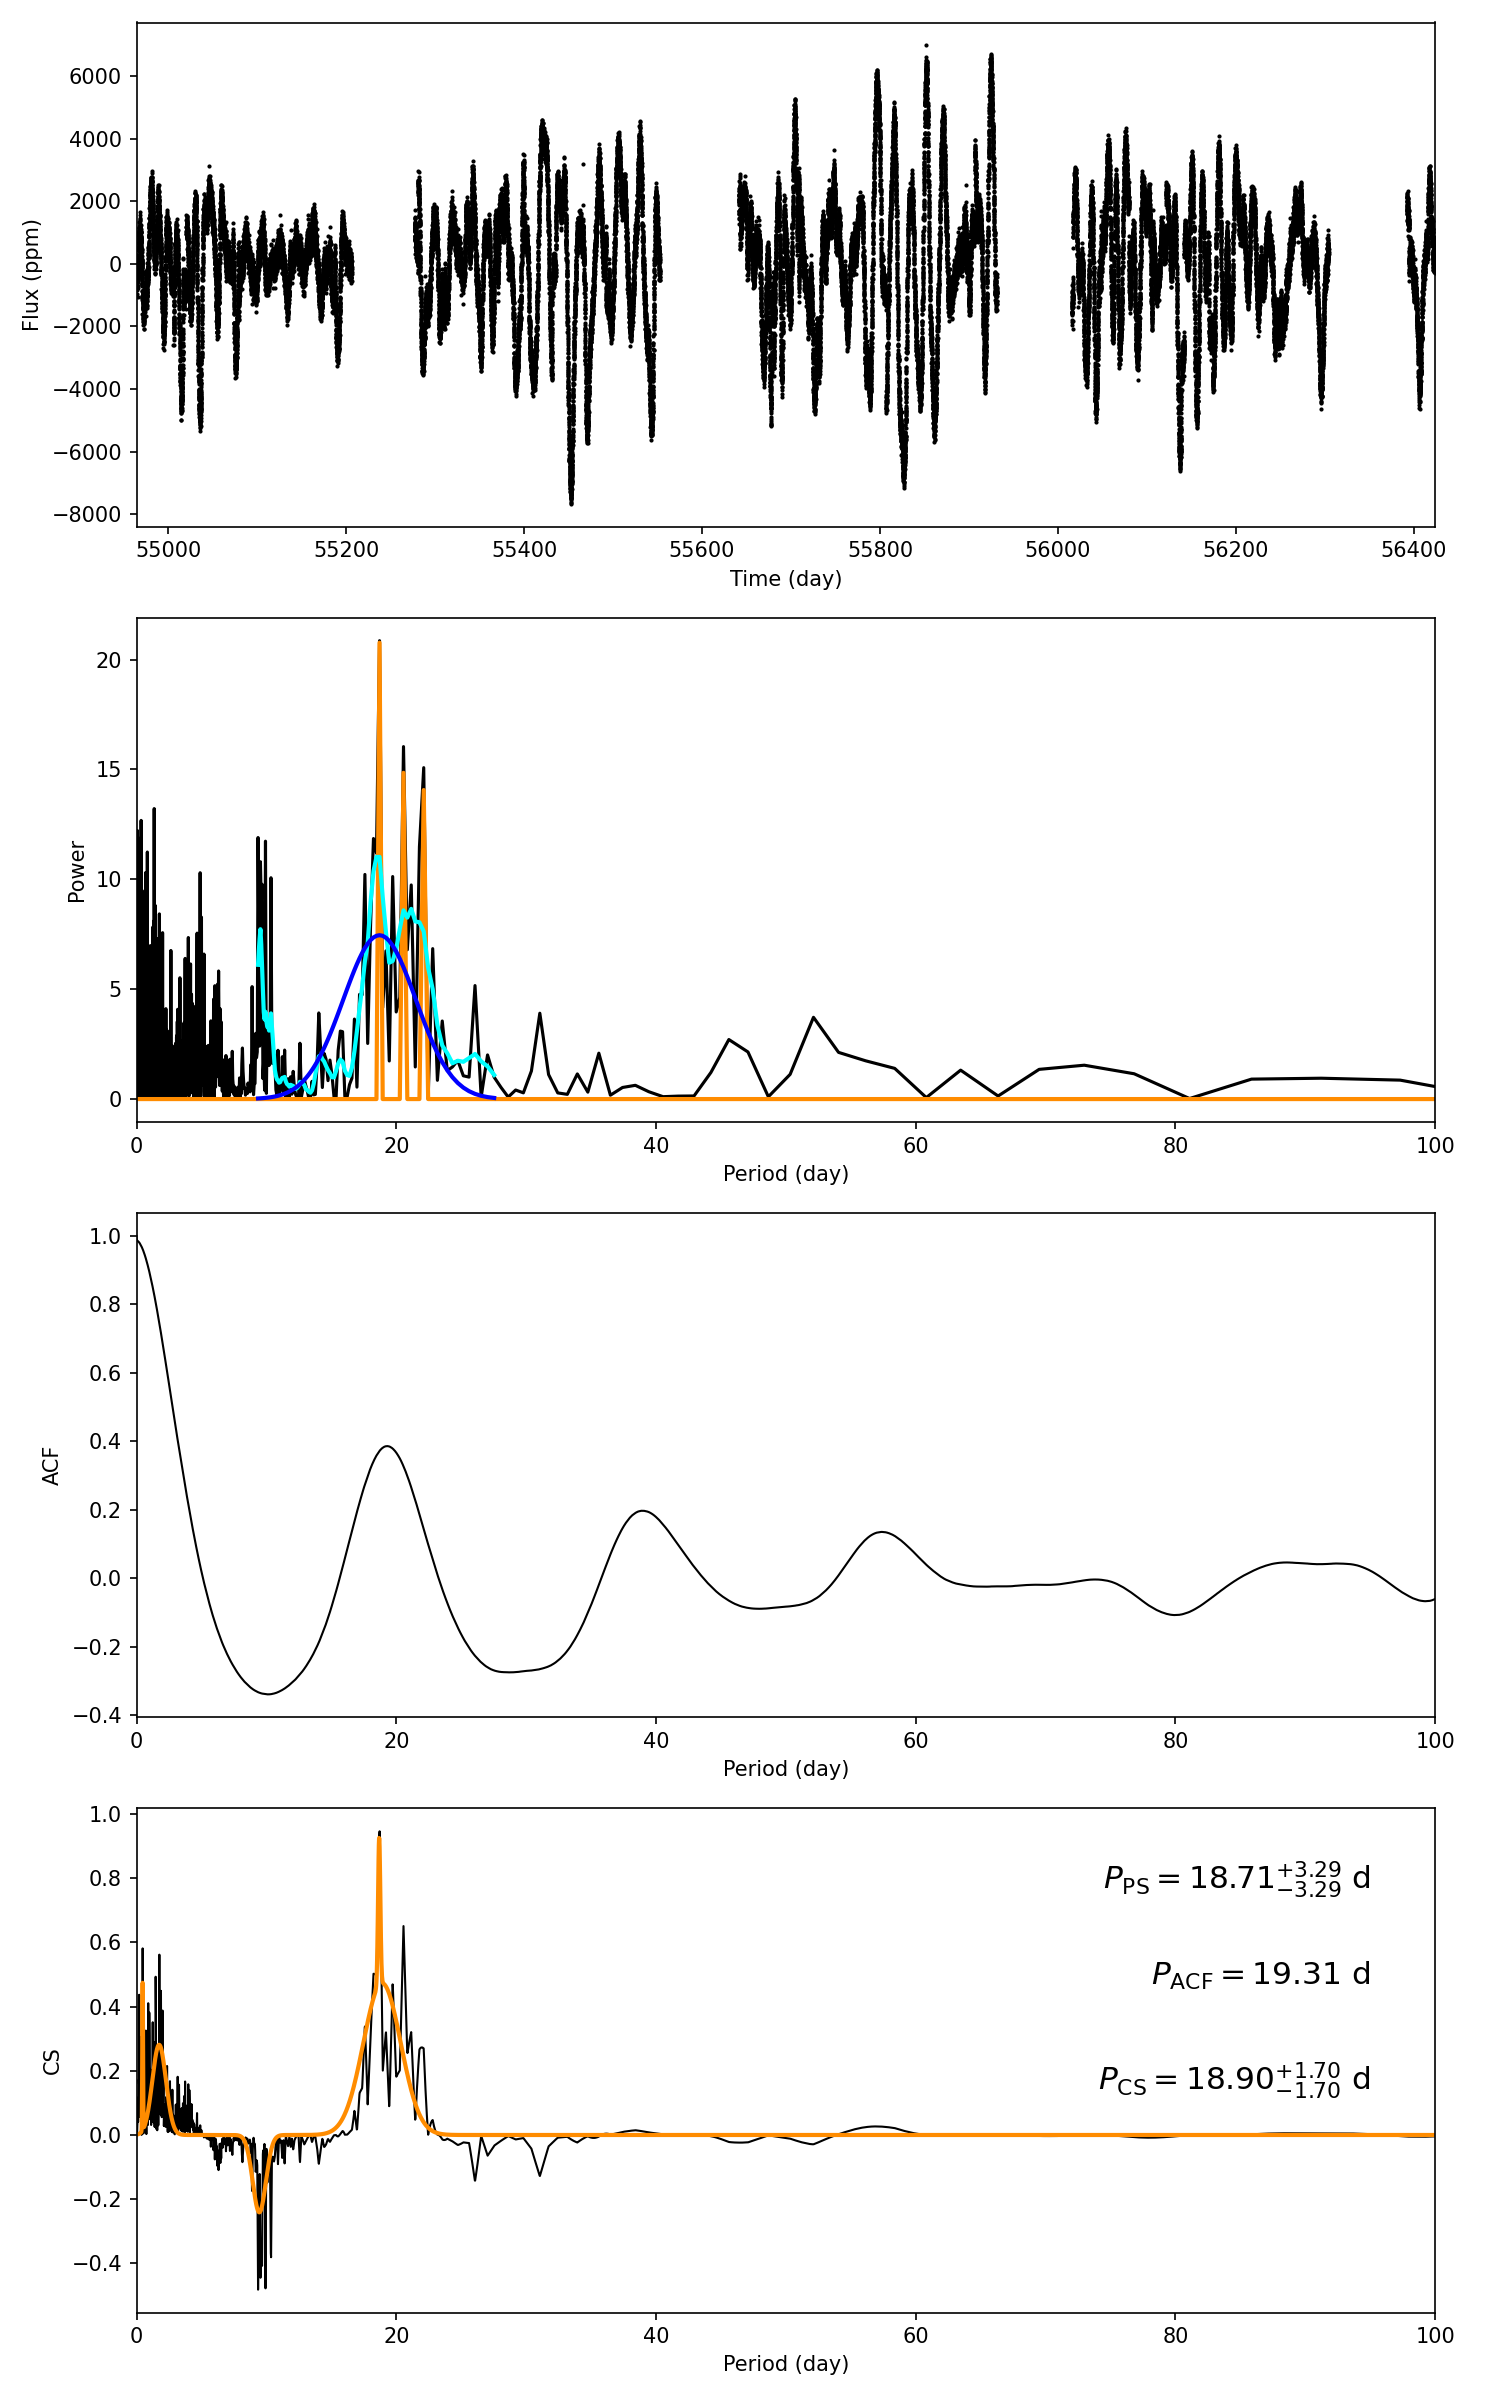 6000
4000
2000
0
−2000
−4000
−6000
−8000
Flux (ppm)
55000 55200 55400 55600 55800 56000 56200 56400
Time (day)
20
15
10
5
0
Power
0 20 40 60 80 100
Period (day)
1.0
0.8
0.6
0.4
0.2
0.0
−0.2
−0.4
ACF
0 20 40 60 80 100
Period (day)
1.0
0.8
0.6
0.4
0.2
0.0
−0.2
−0.4
CS
P_PS = 18.71^{+3.29}_{−3.29} d
P_ACF = 19.31 d
P_CS = 18.90^{+1.70}_{−1.70} d
0 20 40 60 80 100
Period (day)